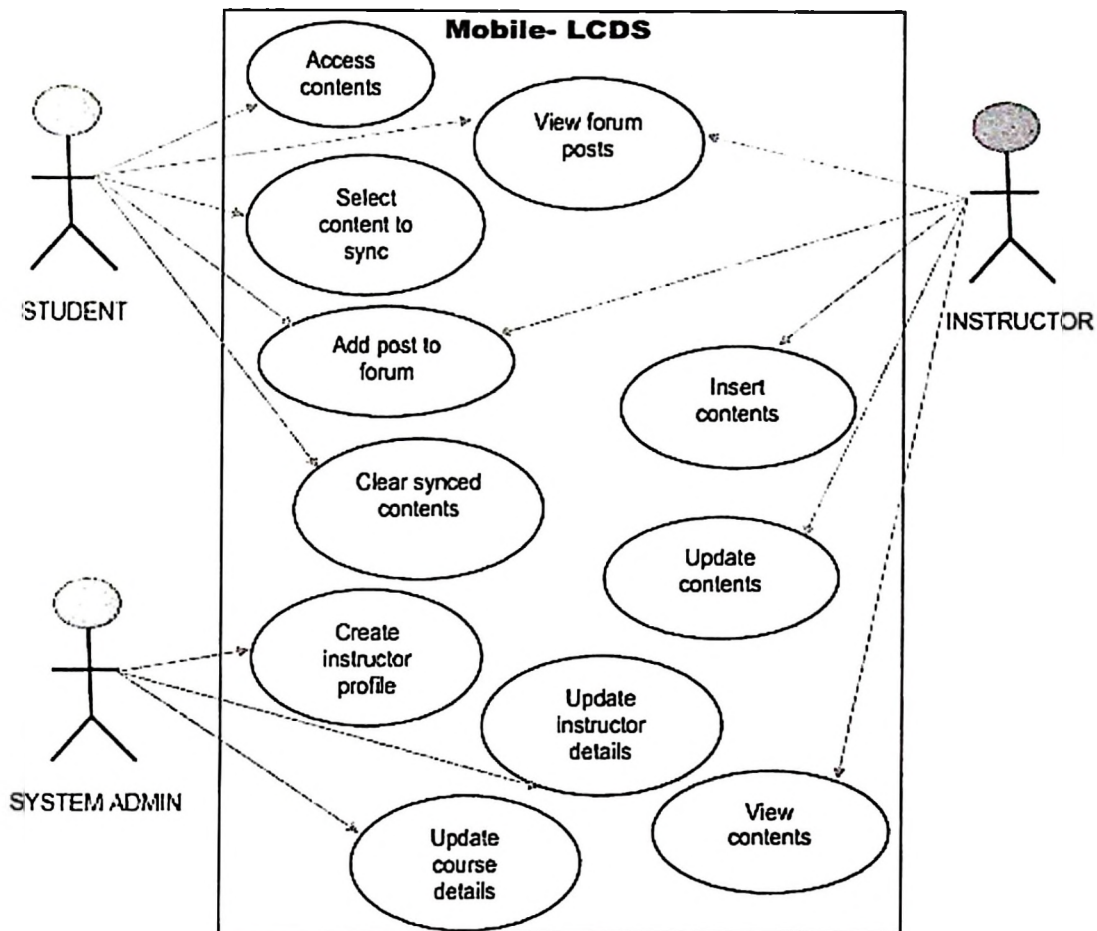 Mobile- LCDS
Access
contents
View forum
posts
Select
content to
sync
STUDENT
INSTRUCTOR
Add post to
forum
Insert
contents
Clear synced
contents
Update
contents
Create
instructor
profile
Update
instructor
details
SYSTEM ADMIN
View
contents
Update
course
details